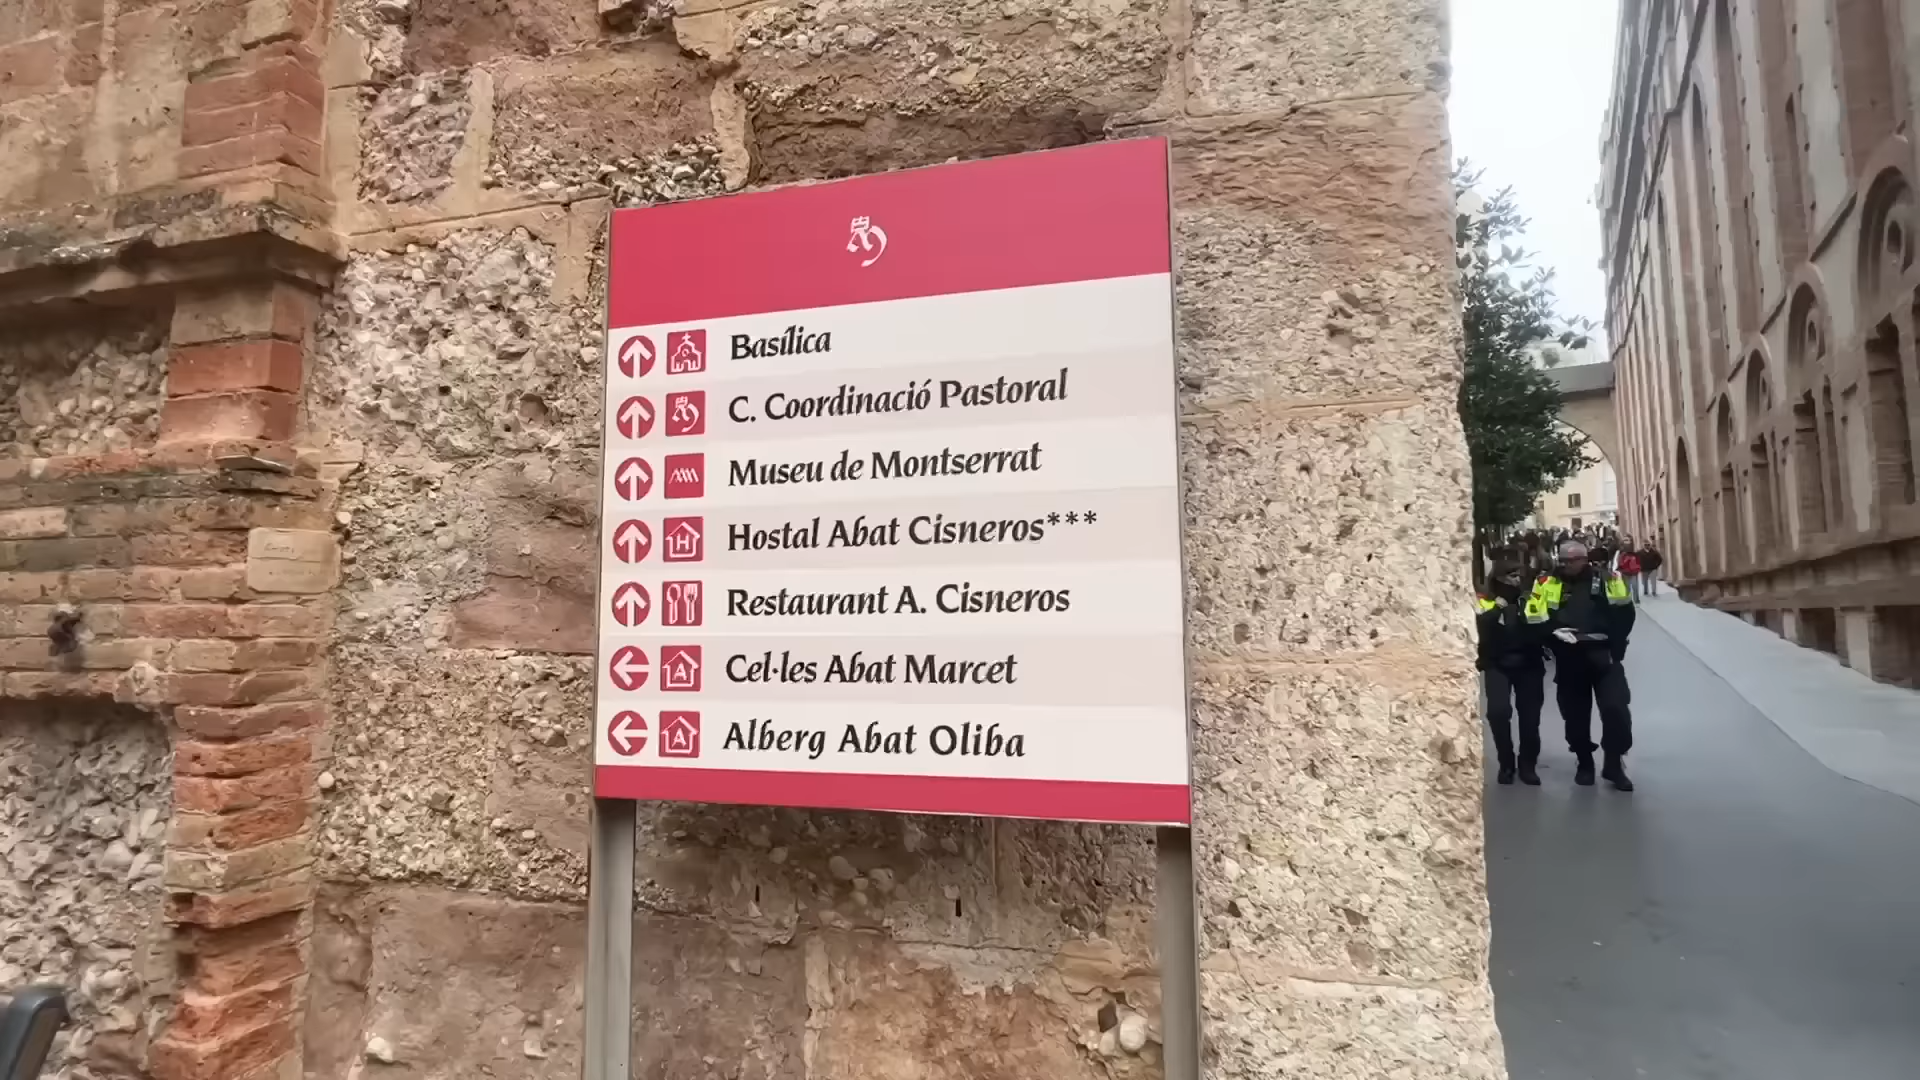 Basílica
C. Coordinació Pastoral
Museu de Montserrat
Hostal Abat Cisneros***
Restaurant A. Cisneros
Cel·les Abat Marcet
Alberg Abat Oliba